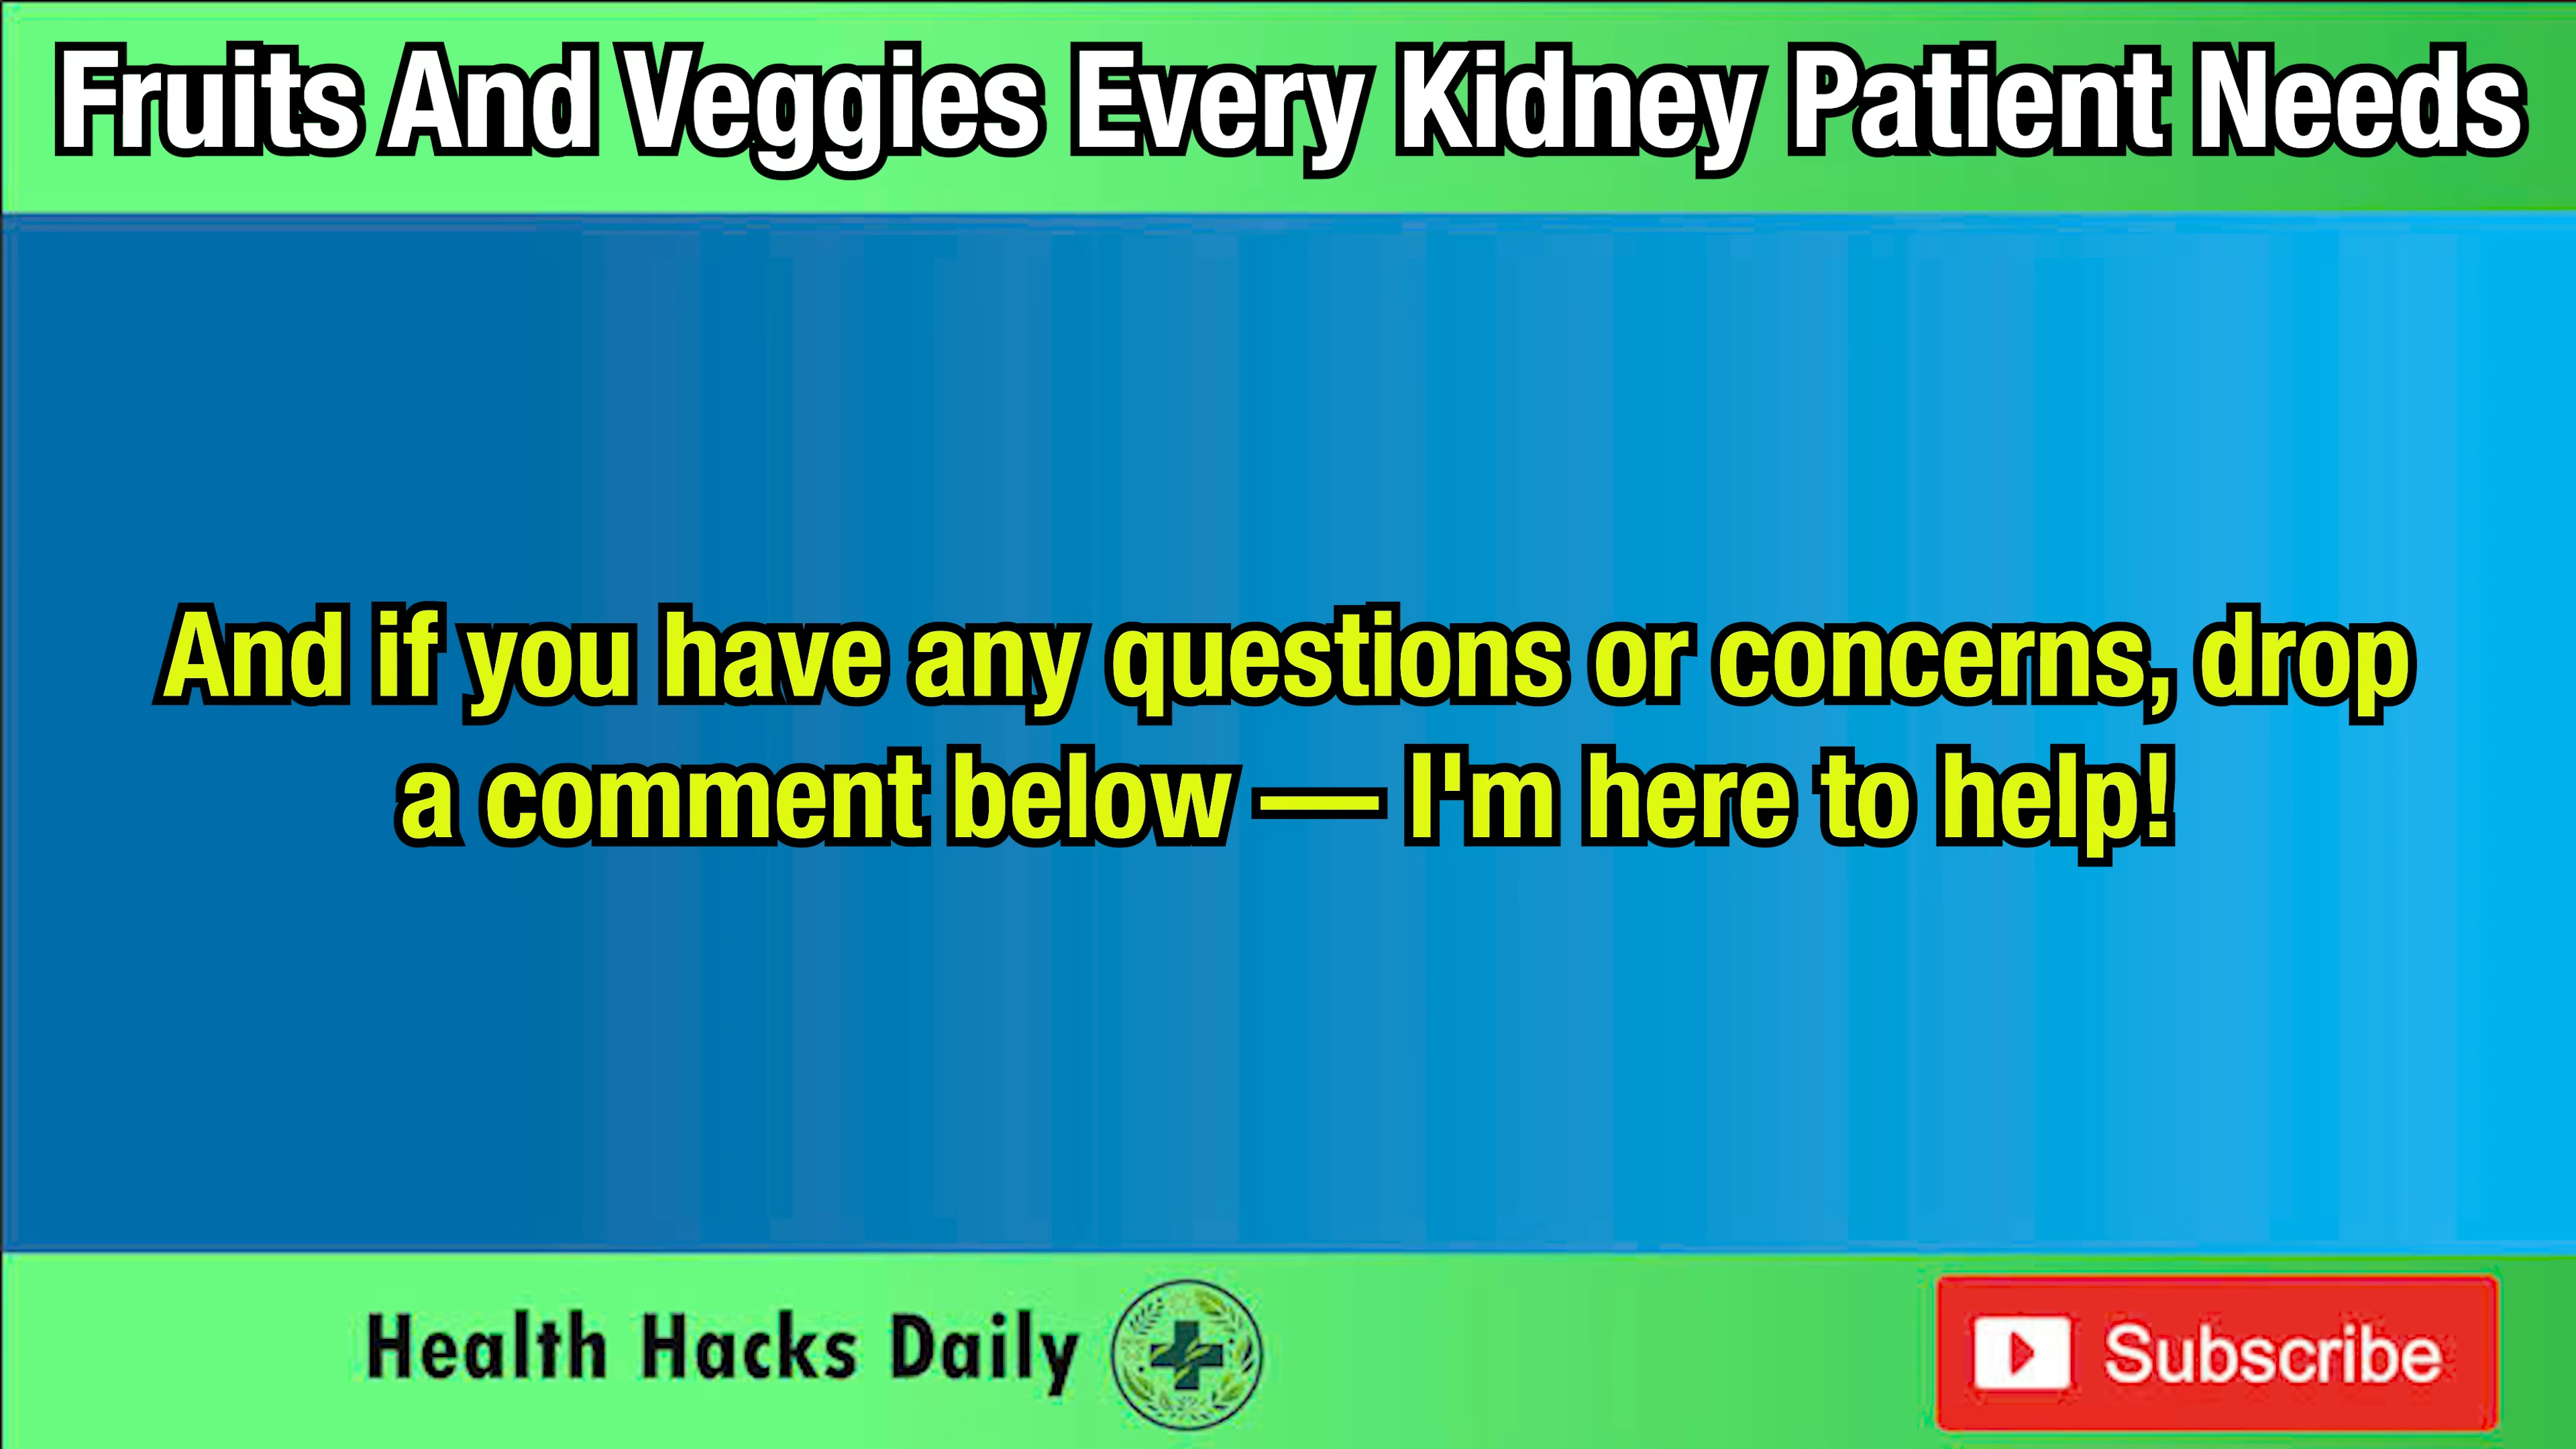 Fruits And Veggies Every Kidney Patient Needs
And if you have any questions or concerns, drop
a comment below — I'm here to help!
Health Hacks Daily
Subscribe